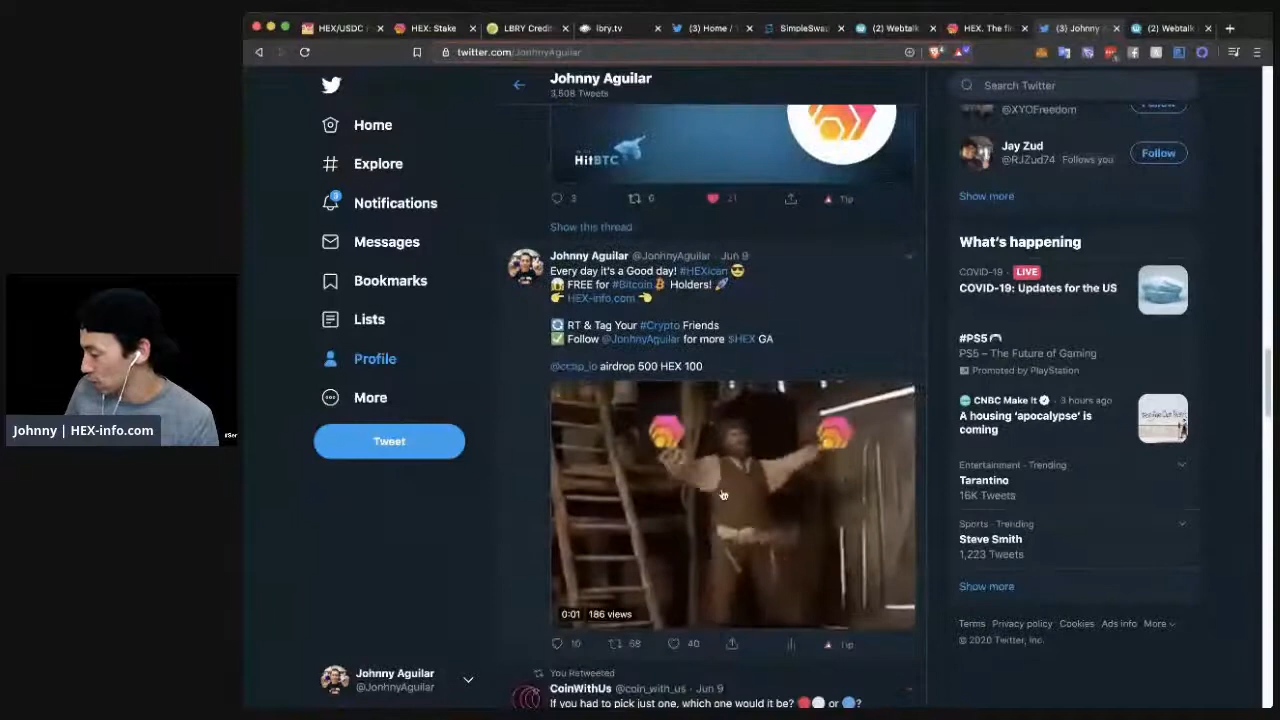 HEX/USDC
HEX: Stake
LBRY Credit
lbry.tv
(3) Home /
SimpleSwa
(2) Webtalk
HEX. The fir
(3) Johnny
(2) Webtalk
twitter.com/JonhnyAguilar
Johnny Aguilar
3,508 Tweets
Search Twitter
Home
Explore
Notifications
Messages
Bookmarks
Lists
Profile
More
Tweet
Johnny Aguilar
@JonhnyAguilar
Johnny | HEX-info.com
HitBTC
3 6 21 Tip
Show this thread
Johnny Aguilar @JonhnyAguilar · Jun 9
Every day it's a Good day! #HEXican 😎
😱 FREE for #Bitcoin Holders! 🚀
👉 HEX-info.com 👈
🔄 RT & Tag Your #Crypto Friends
✅ Follow @JonhnyAguilar for more $HEX GA
airdrop 500 HEX 100
0:01 186 views
10 68 40 Tip
You Retweeted
CoinWithUs @coin_with_us · Jun 9
If you had to pick just one, which one would it be? 🔴⚪ or 🔵?
@XYOFreedom
Follow
Jay Zud
@RJZud74 Follows you
Follow
Show more
What's happening
COVID-19 · LIVE
COVID-19: Updates for the US
#PS5
PS5 – The Future of Gaming
Promoted by PlayStation
CNBC Make It · 3 hours ago
A housing 'apocalypse' is
coming
Entertainment · Trending
Tarantino
16K Tweets
Sports · Trending
Steve Smith
1,223 Tweets
Show more
Terms Privacy policy Cookies Ads info More
© 2020 Twitter, Inc.